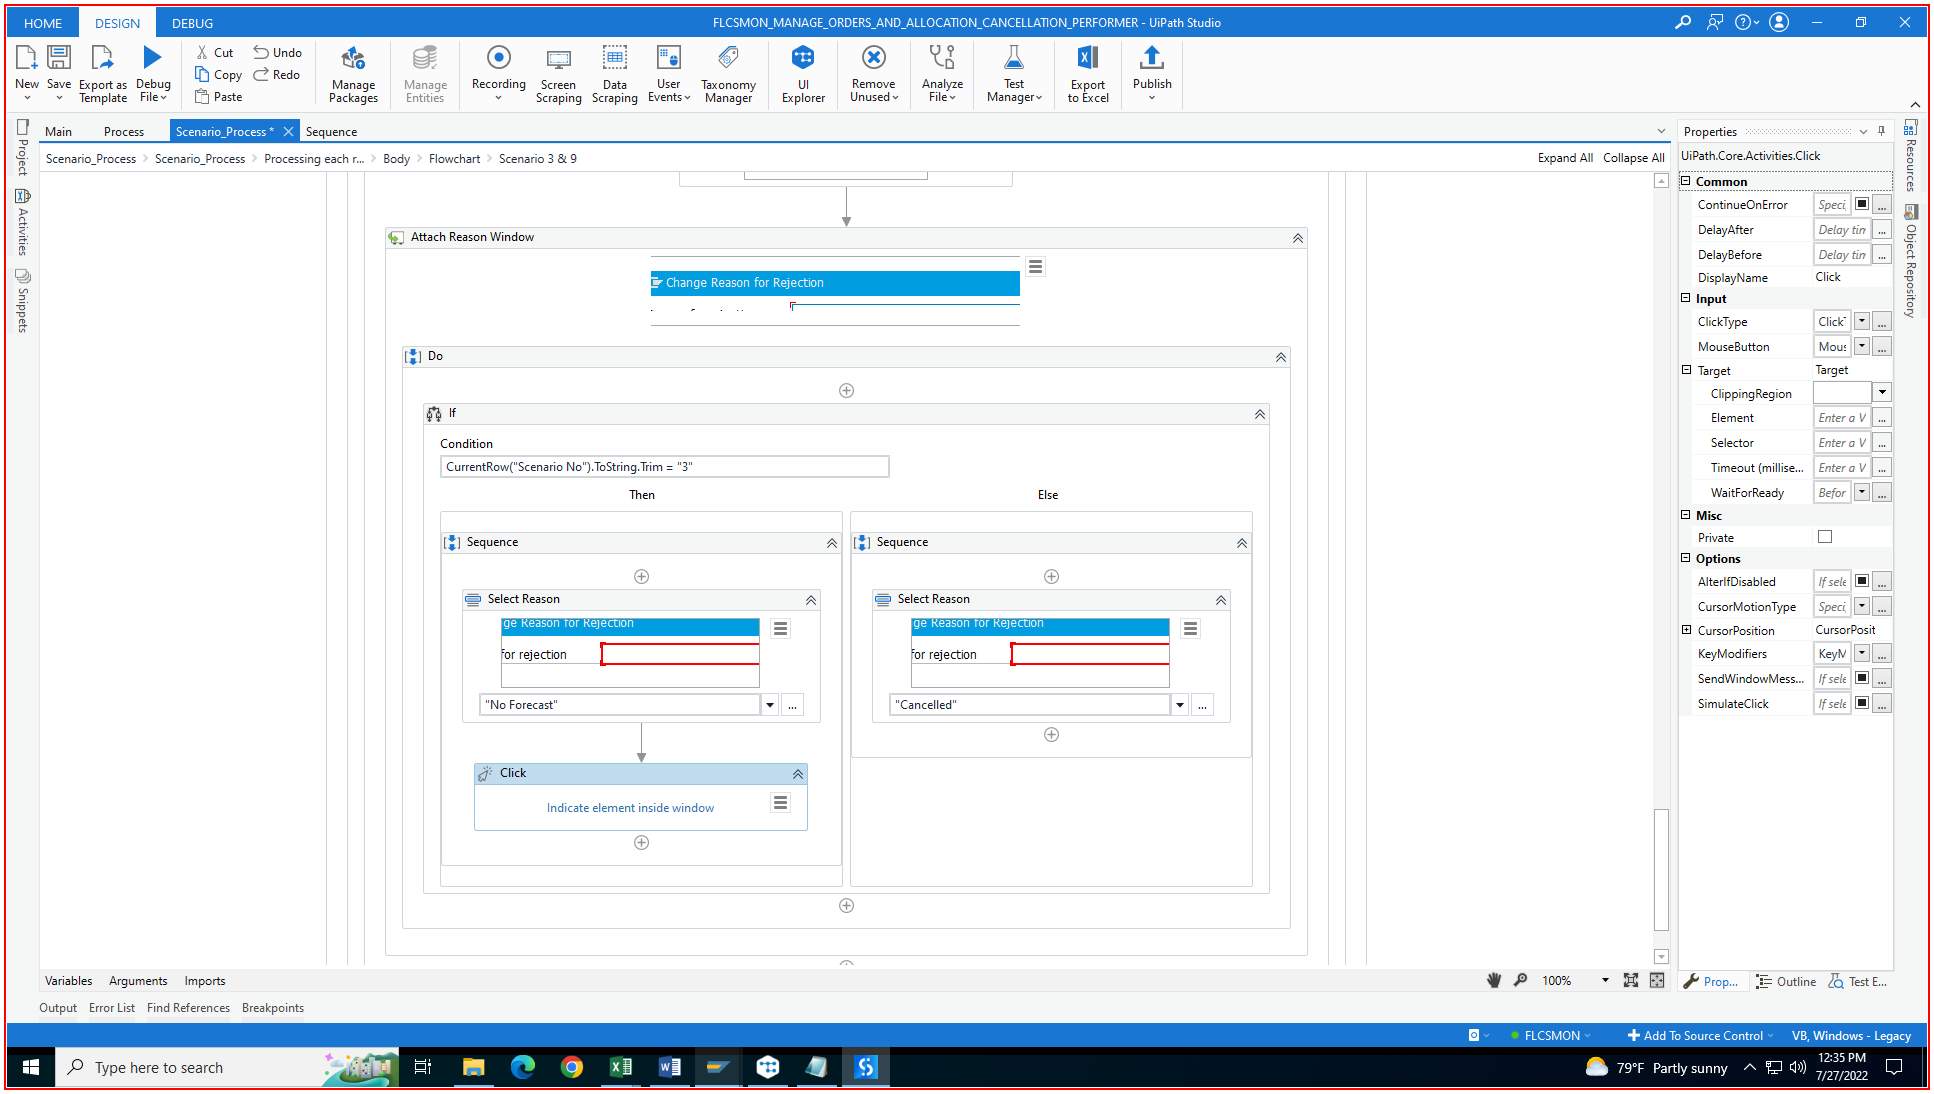 HOME DESIGN DEBUG FLCSMON_MANAGE_ORDERS_AND_ALLOCATION_CANCELLATION_PERFORMER - UiPath Studio
New Save Export as Template Debug File
Cut Copy Paste Undo Redo
Manage Packages
Manage Entities
Recording
Screen Scraping
Data Scraping
User Events
Taxonomy Manager
UI Explorer
Remove Unused
Analyze File
Test Manager
Export to Excel
Publish
Project
Activities
Snippets
Main Process Scenario_Process * Sequence
Scenario_Process > Scenario_Process > Processing each r... > Body > Flowchart > Scenario 3 & 9
Expand All Collapse All
Attach Reason Window
Change Reason for Rejection
Do
If
Condition
CurrentRow("Scenario No").ToString.Trim = "3"
Then Else
Sequence Sequence
Select Reason Select Reason
ge Reason for Rejection ge Reason for Rejection
for rejection for rejection
"No Forecast" ... "Cancelled" ...
Click
Indicate element inside window
Properties
UiPath.Core.Activities.Click
Common
ContinueOnError Speci ...
DelayAfter Delay tin ...
DelayBefore Delay tin ...
DisplayName Click
Input
ClickType Click ...
MouseButton Mous ...
Target Target
ClippingRegion
Element Enter a V ...
Selector Enter a V ...
Timeout (millise... Enter a V ...
WaitForReady Befor ...
Misc
Private
Options
AlterIfDisabled If sele ...
CursorMotionType Speci ...
CursorPosition CursorPosit
KeyModifiers KeyM ...
SendWindowMess... If sele ...
SimulateClick If sele ...
Resources
Object Repository
Variables Arguments Imports
100%
Prop... Outline Test E...
Output Error List Find References Breakpoints
FLCSMON Add To Source Control VB, Windows - Legacy
Type here to search
79°F Partly sunny
12:35 PM
7/27/2022